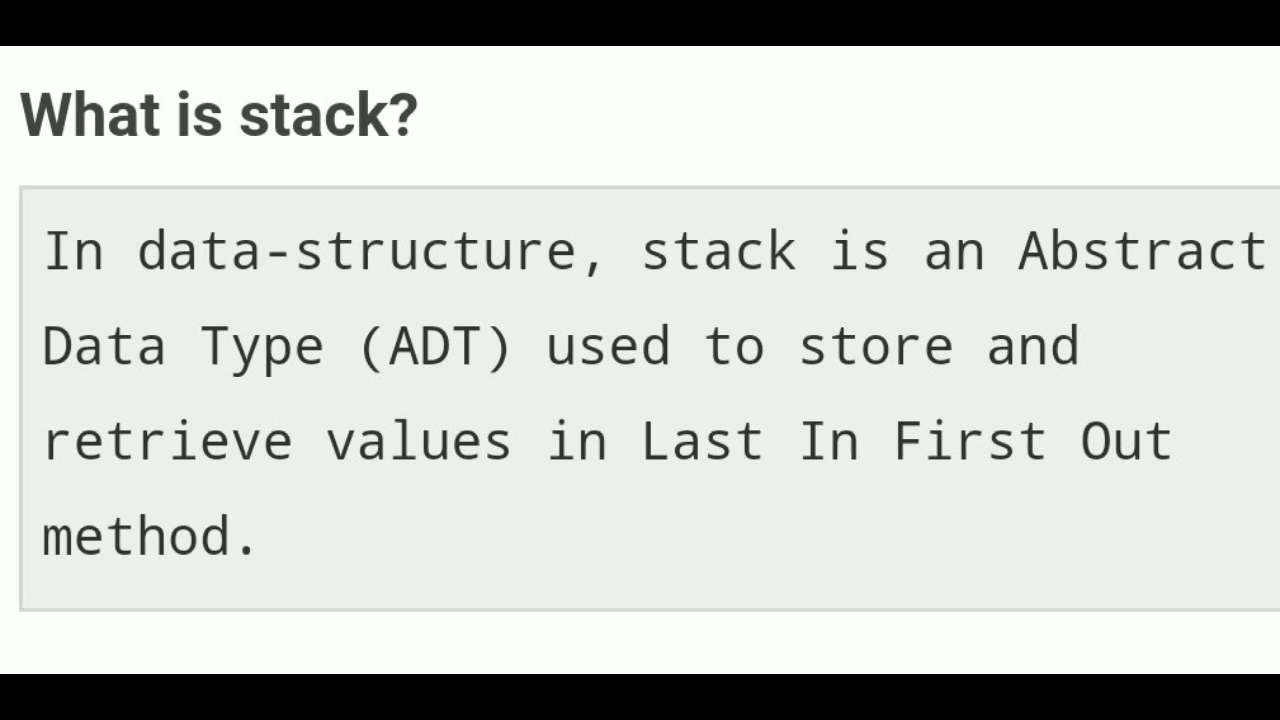 What is stack?
In data-structure, stack is an Abstract
Data Type (ADT) used to store and
retrieve values in Last In First Out
method.